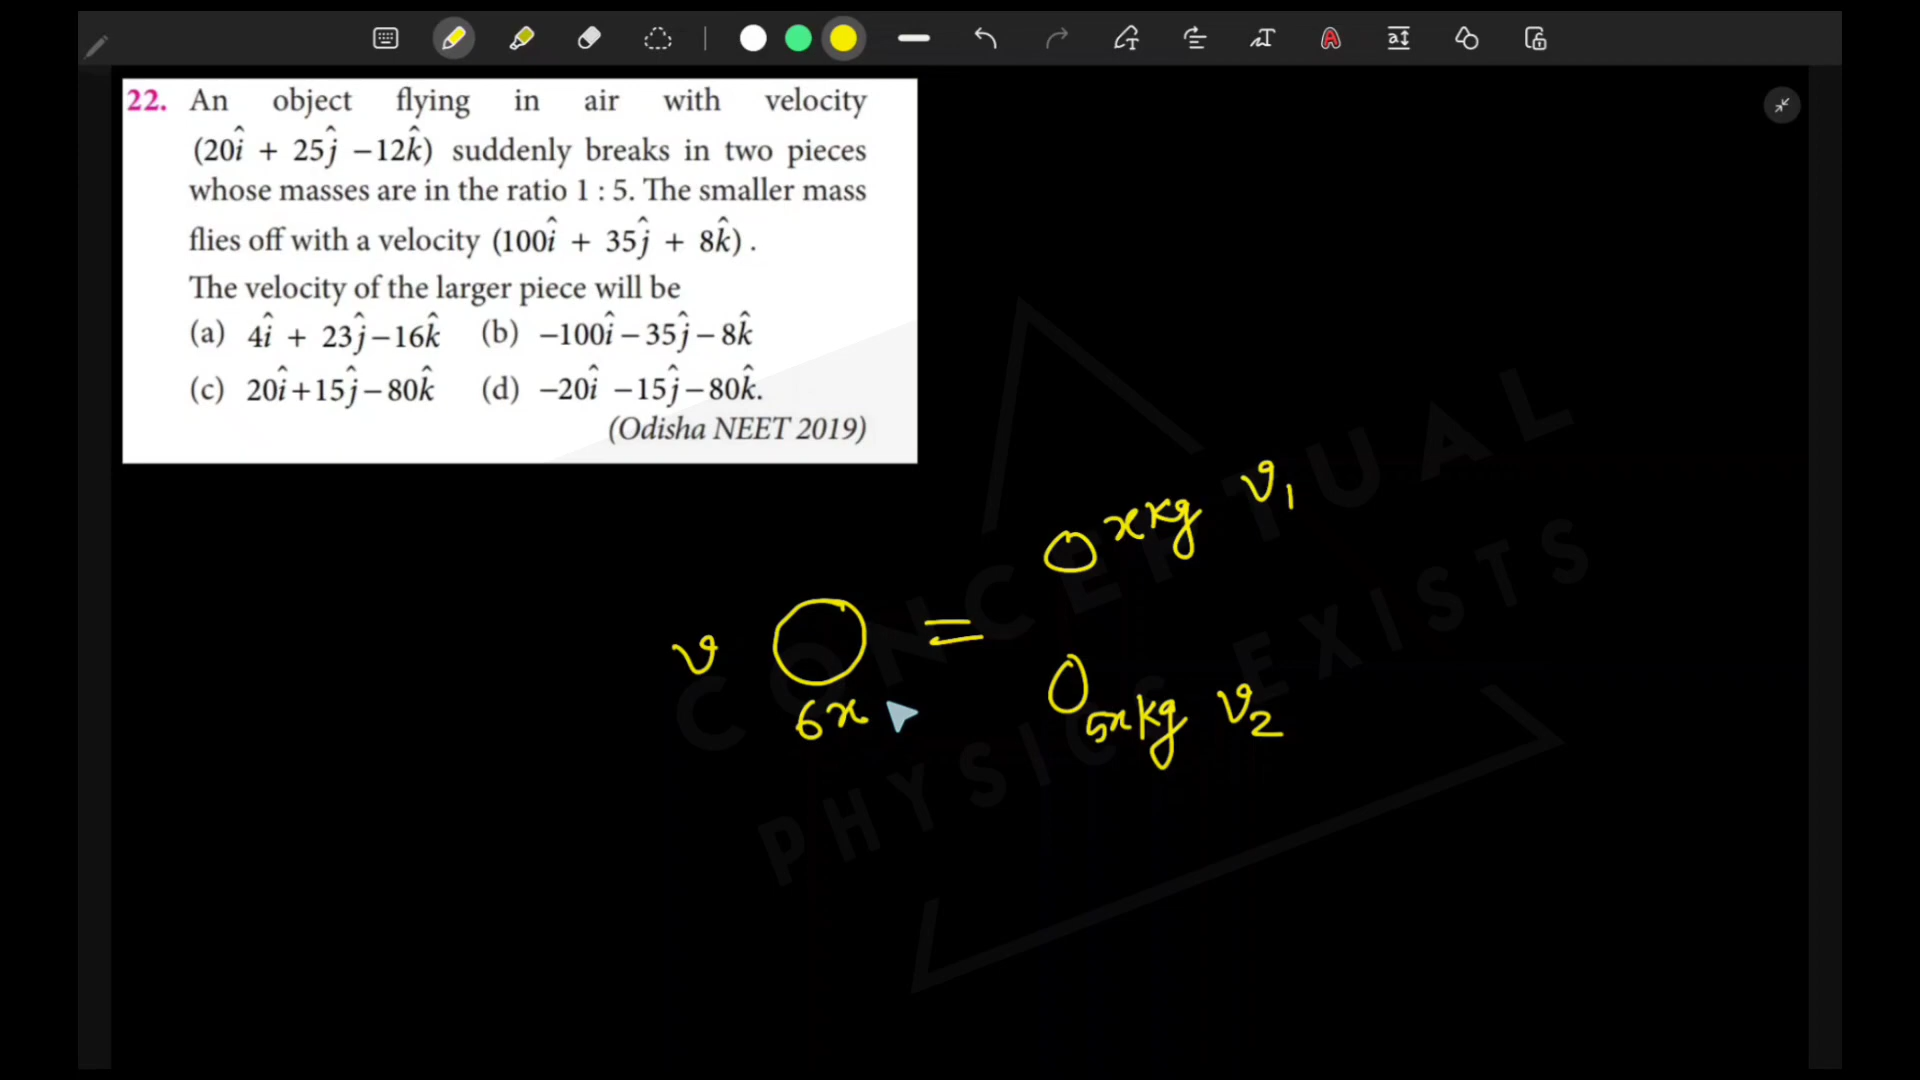 22. An object flying in air with velocity
(20î + 25ĵ −12k̂) suddenly breaks in two pieces
whose masses are in the ratio 1 : 5. The smaller mass
flies off with a velocity (100î + 35ĵ + 8k̂) .
The velocity of the larger piece will be
(a) 4î + 23ĵ−16k̂ (b) −100î − 35ĵ − 8k̂
(c) 20î+15ĵ− 80k̂ (d) −20î −15ĵ− 80k̂.
(Odisha NEET 2019)
x kg v₁
v =
6x
5x kg v₂
CONCEPTUAL
PHYSICS EXISTS